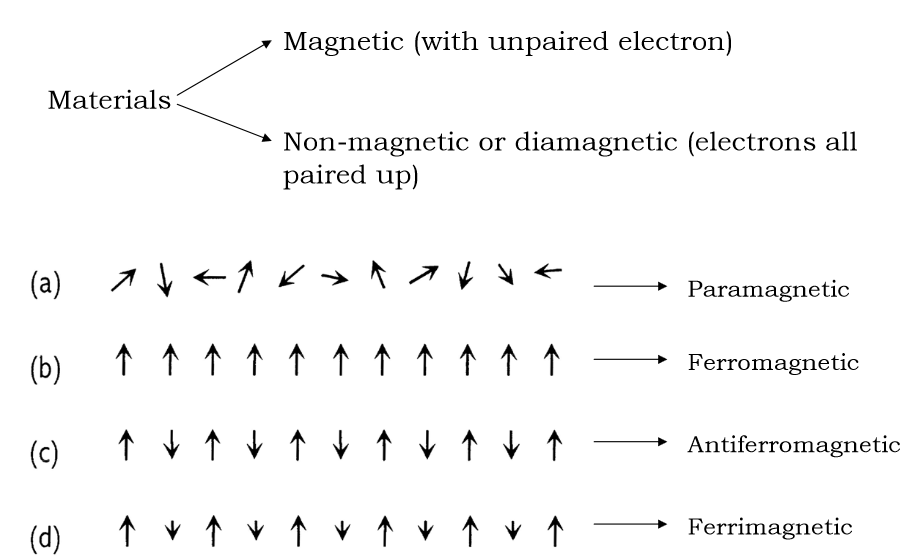 Magnetic (with unpaired electron)
Materials
Non-magnetic or diamagnetic (electrons all
paired up)
(a) Paramagnetic
(b) Ferromagnetic
(c) Antiferromagnetic
(d) Ferrimagnetic